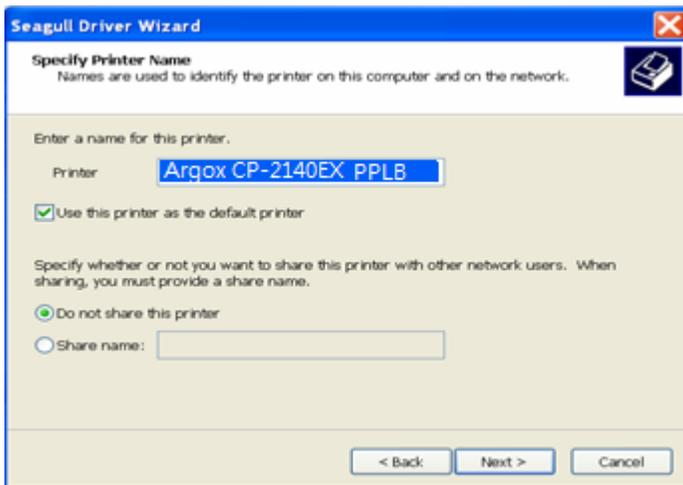 Seagull Driver Wizard
Specify Printer Name
Names are used to identify the printer on this computer and on the network.
Enter a name for this printer.
Printer Argox CP-2140EX PPLB
Use this printer as the default printer
Specify whether or not you want to share this printer with other network users. When
sharing, you must provide a share name.
Do not share this printer
Share name:
< Back Next > Cancel